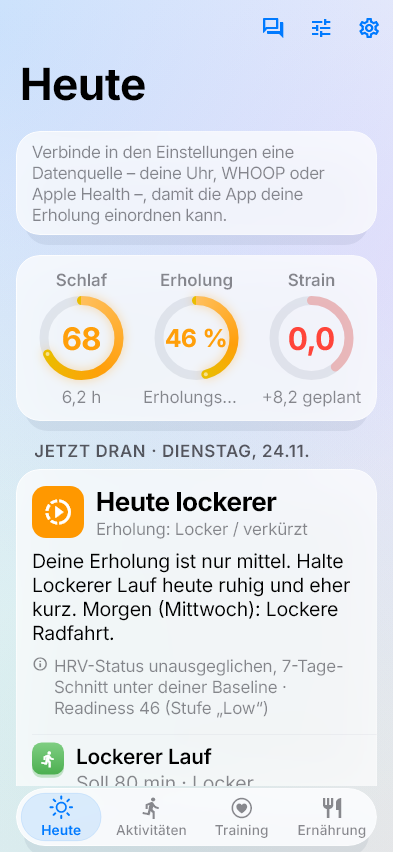 Heute
Verbinde in den Einstellungen eine
Datenquelle – deine Uhr, WHOOP oder
Apple Health –, damit die App deine
Erholung einordnen kann.
Schlaf Erholung Strain
68 46 % 0,0
6,2 h Erholungs... +8,2 geplant
JETZT DRAN · DIENSTAG, 24.11.
Heute lockerer
Erholung: Locker / verkürzt
Deine Erholung ist nur mittel. Halte
Lockerer Lauf heute ruhig und eher
kurz. Morgen (Mittwoch): Lockere
Radfahrt.
HRV-Status unausgeglichen, 7-Tage-
Schnitt unter deiner Baseline ·
Readiness 46 (Stufe „Low“)
Lockerer Lauf
Soll 80 min · Locker
Heute Aktivitäten Training Ernährung